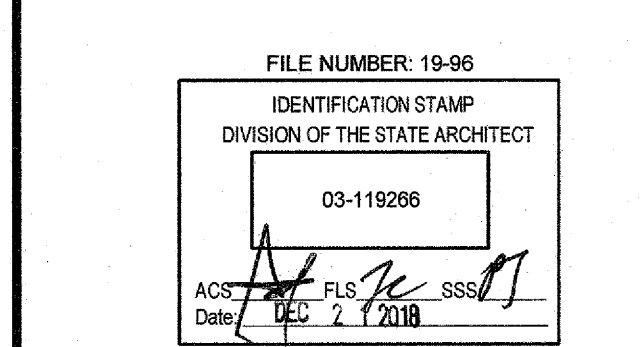 FILE NUMBER: 19-96
IDENTIFICATION STAMP
DIVISION OF THE STATE ARCHITECT
03-119266
ACS FLS SSS
Date: DEC 2 2018